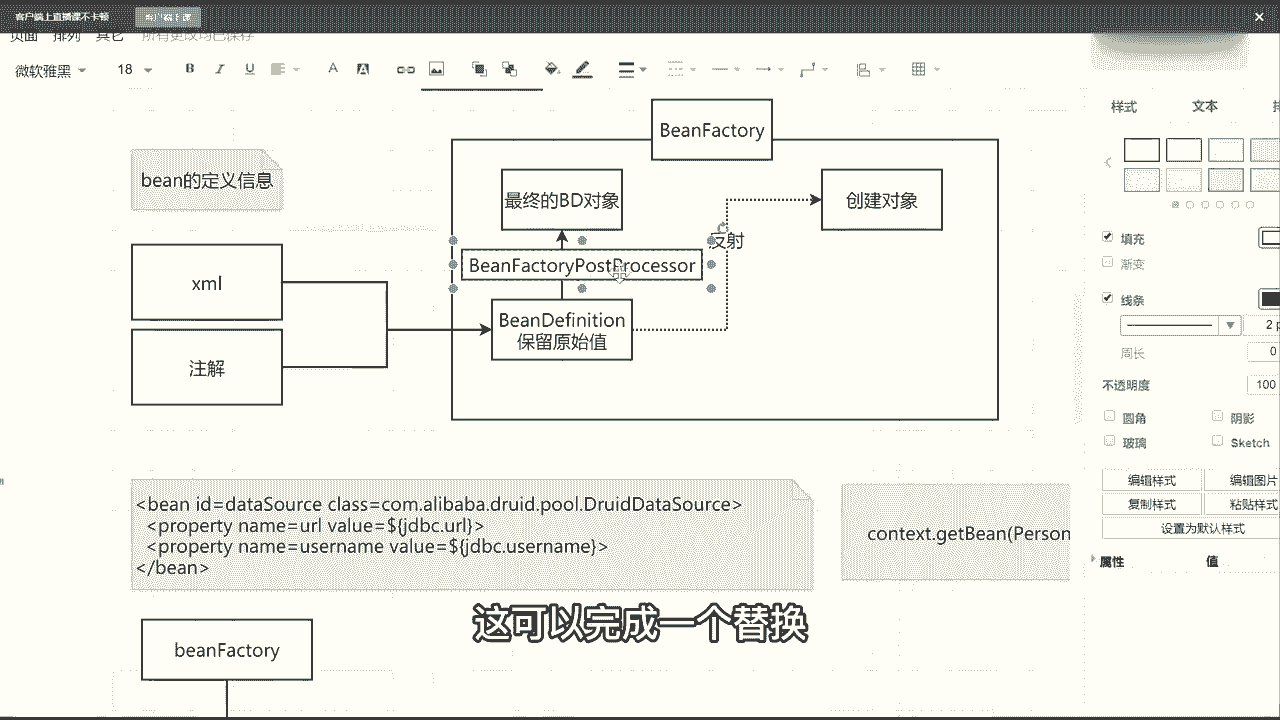 客户端上直播课不卡顿
客户端上课
页面 排列 其它 所有更改均已保存
微软雅黑 18 B I U A A
样式 文本
BeanFactory
bean的定义信息
最终的BD对象
创建对象
反射
BeanFactoryPostProcessor
xml
BeanDefinition
保留原始值
注解
填充
渐变
线条
2 p
周长 0
不透明度 100
圆角 阴影
玻璃 Sketch
编辑样式 编辑图片
复制样式 粘贴样式
设置为默认样式
属性 值
<bean id=dataSource class=com.alibaba.druid.pool.DruidDataSource>
<property name=url value=${jdbc.url}>
<property name=username value=${jdbc.username}>
</bean>
context.getBean(Person
这可以完成一个替换
beanFactory